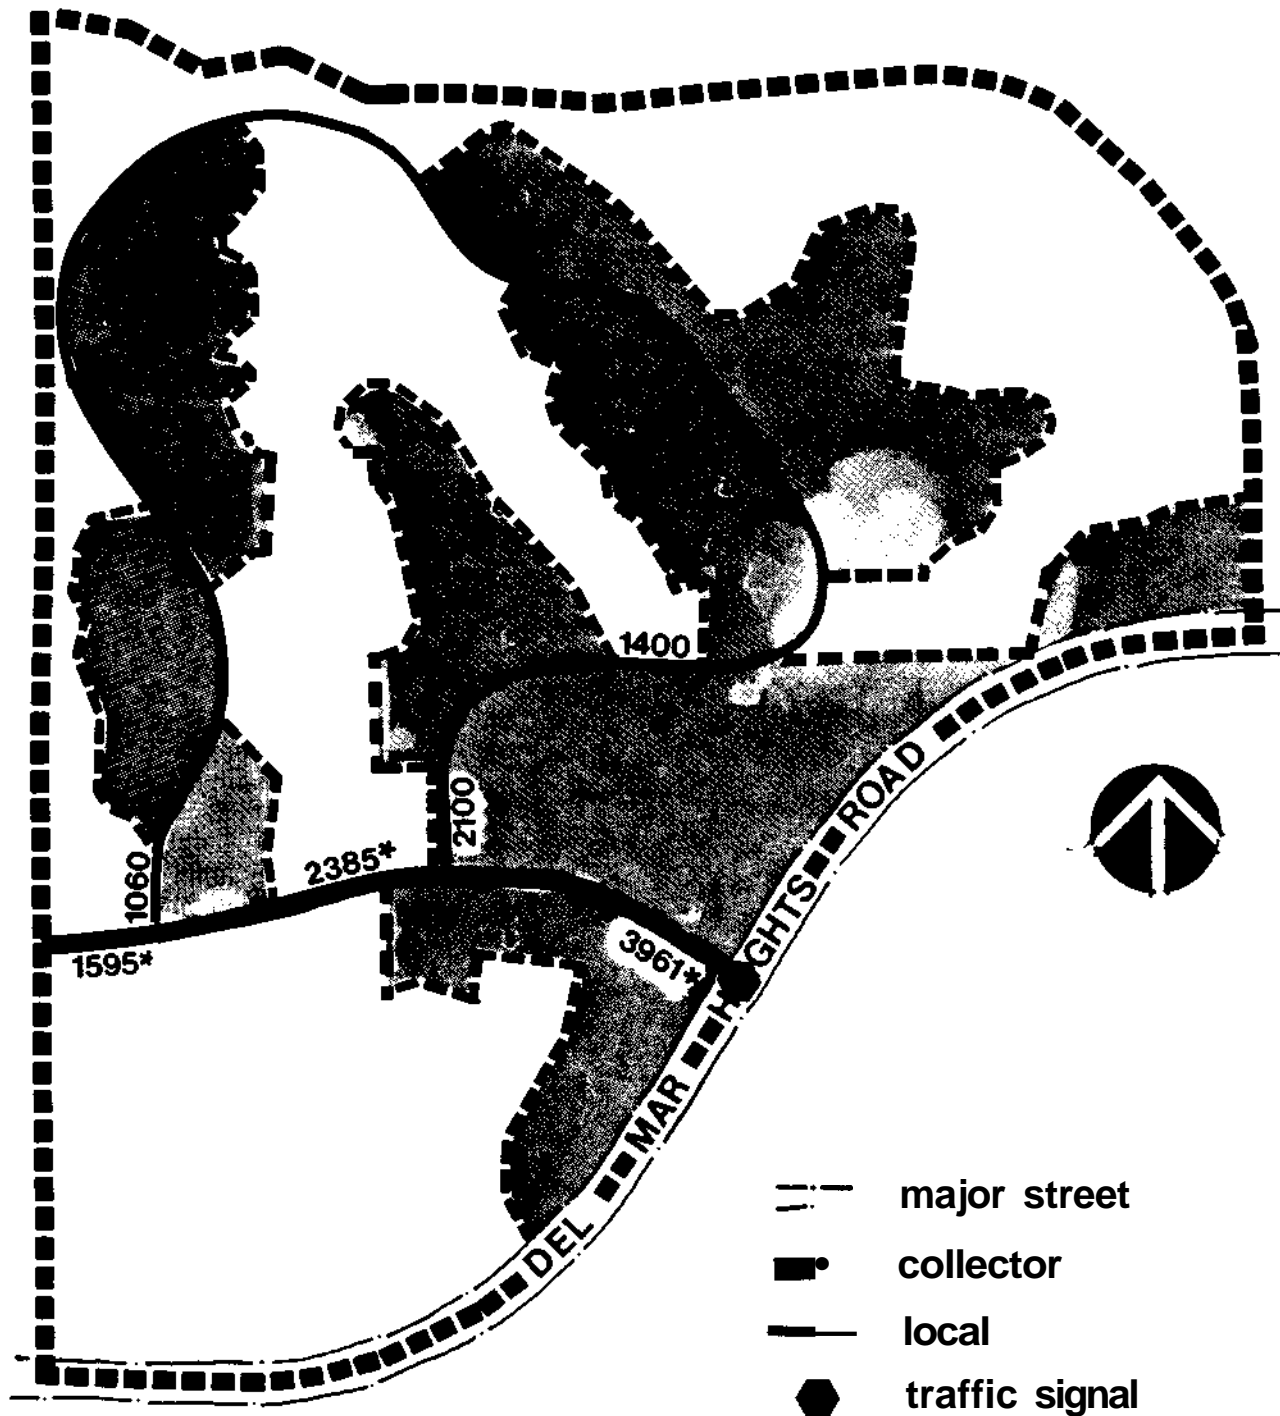 1400
2100
2385*
1060
1595*
3961*
DEL MAR HEIGHTS ROAD
major street
collector
local
traffic signal